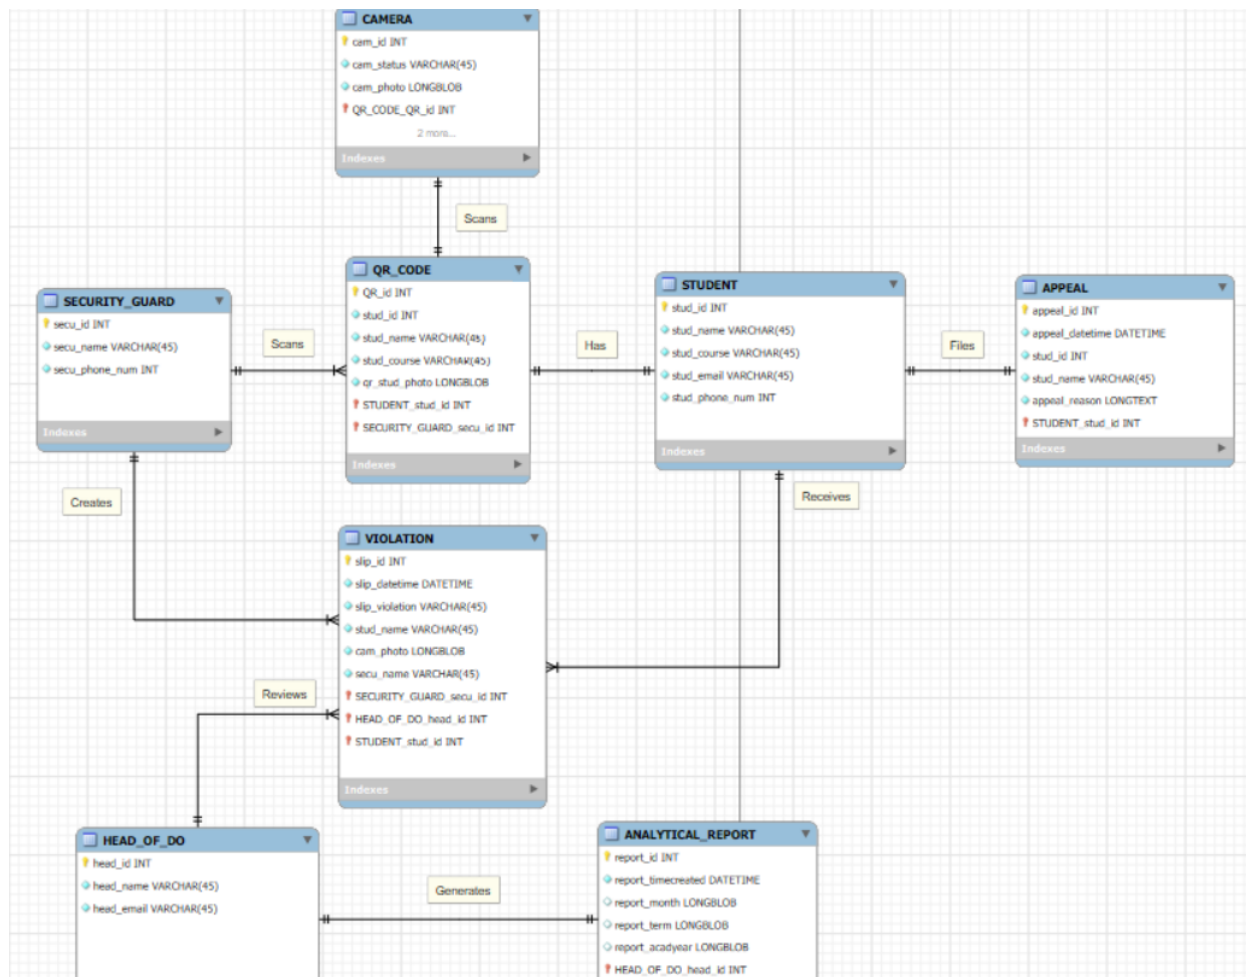 CAMERA
cam_id INT
cam_status VARCHAR(45)
cam_photo LONGBLOB
QR_CODE_QR_id INT
2 more...
Indexes
Scans
QR_CODE
QR_id INT
stud_id INT
stud_name VARCHAR(45)
stud_course VARCHAR(45)
qr_stud_photo LONGBLOB
STUDENT_stud_id INT
SECURITY_GUARD_secu_id INT
Indexes
SECURITY_GUARD
secu_id INT
secu_name VARCHAR(45)
secu_phone_num INT
Indexes
Scans
Has
STUDENT
stud_id INT
stud_name VARCHAR(45)
stud_course VARCHAR(45)
stud_email VARCHAR(45)
stud_phone_num INT
Indexes
Files
APPEAL
appeal_id INT
appeal_datetime DATETIME
stud_id INT
stud_name VARCHAR(45)
appeal_reason LONGTEXT
STUDENT_stud_id INT
Indexes
Creates
Receives
VIOLATION
slip_id INT
slip_datetime DATETIME
slip_violation VARCHAR(45)
stud_name VARCHAR(45)
cam_photo LONGBLOB
secu_name VARCHAR(45)
SECURITY_GUARD_secu_id INT
HEAD_OF_DO_head_id INT
STUDENT_stud_id INT
Indexes
Reviews
HEAD_OF_DO
head_id INT
head_name VARCHAR(45)
head_email VARCHAR(45)
Generates
ANALYTICAL_REPORT
report_id INT
report_timecreated DATETIME
report_month LONGBLOB
report_term LONGBLOB
report_acadyear LONGBLOB
HEAD_OF_DO_head_id INT